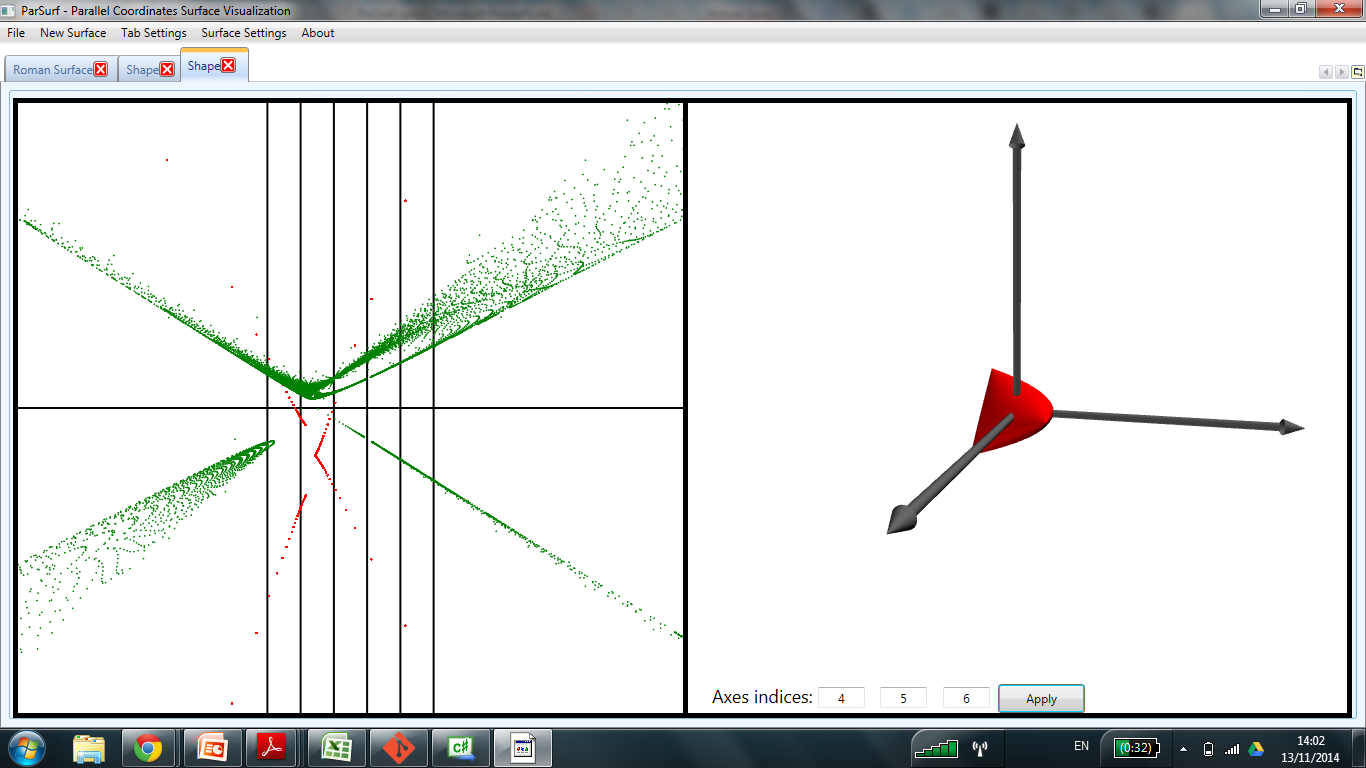 ParSurf - Parallel Coordinates Surface Visualization
File New Surface Tab Settings Surface Settings About
Roman Surface Shape Shape
Axes indices: 4 5 6 Apply
EN (0:32) 14:02
13/11/2014